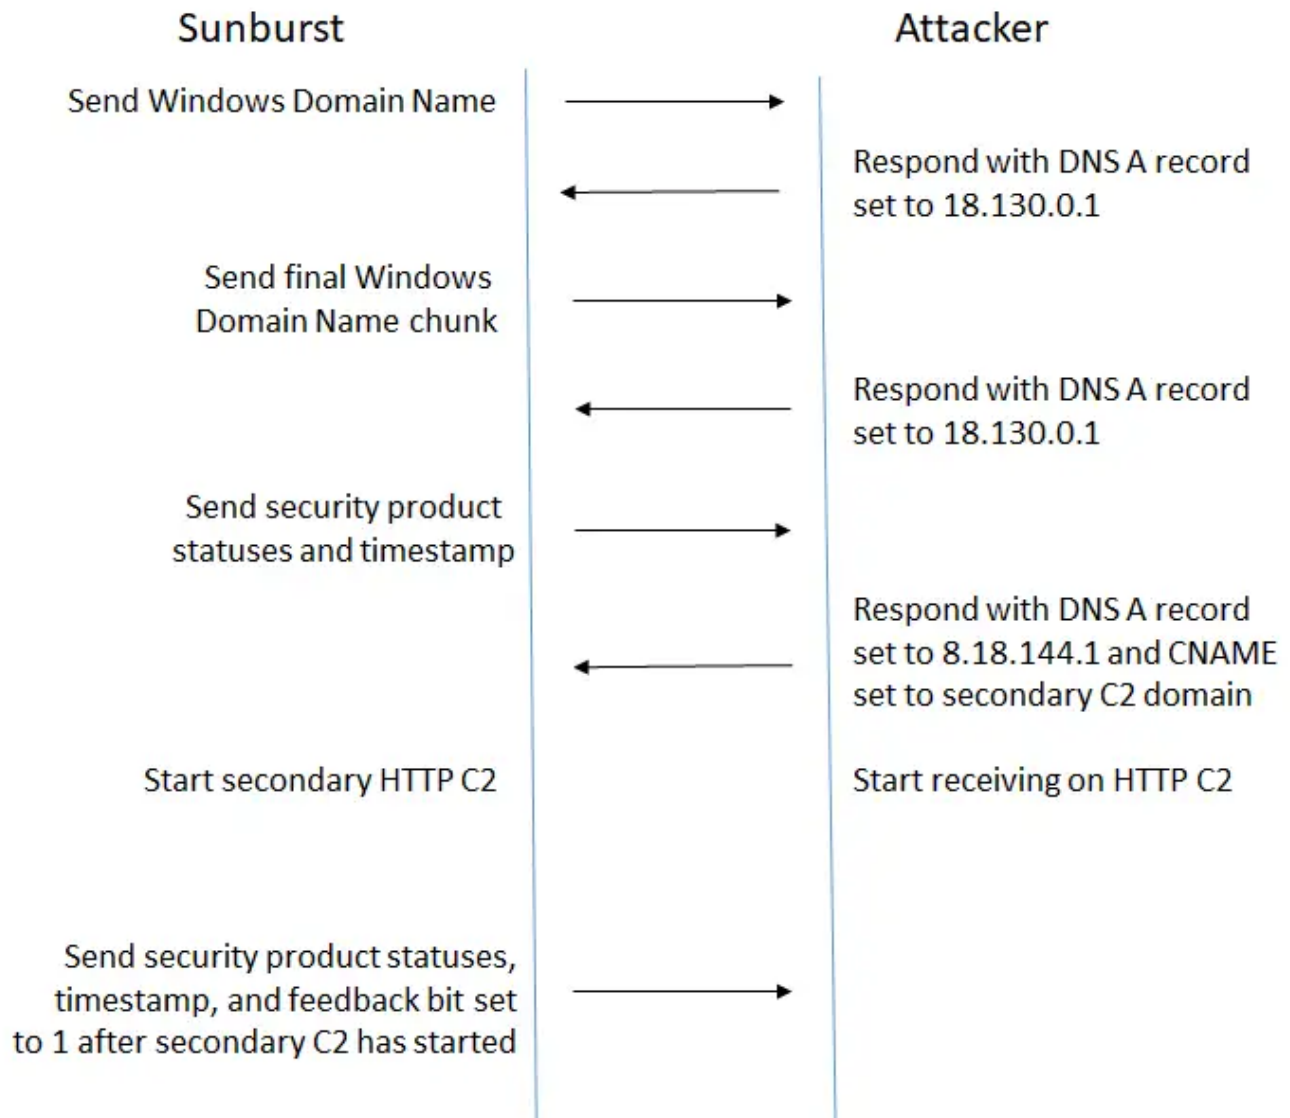 Sunburst
Attacker
Send Windows Domain Name
Respond with DNS A record
set to 18.130.0.1
Send final Windows
Domain Name chunk
Respond with DNS A record
set to 18.130.0.1
Send security product
statuses and timestamp
Respond with DNS A record
set to 8.18.144.1 and CNAME
set to secondary C2 domain
Start secondary HTTP C2
Start receiving on HTTP C2
Send security product statuses,
timestamp, and feedback bit set
to 1 after secondary C2 has started